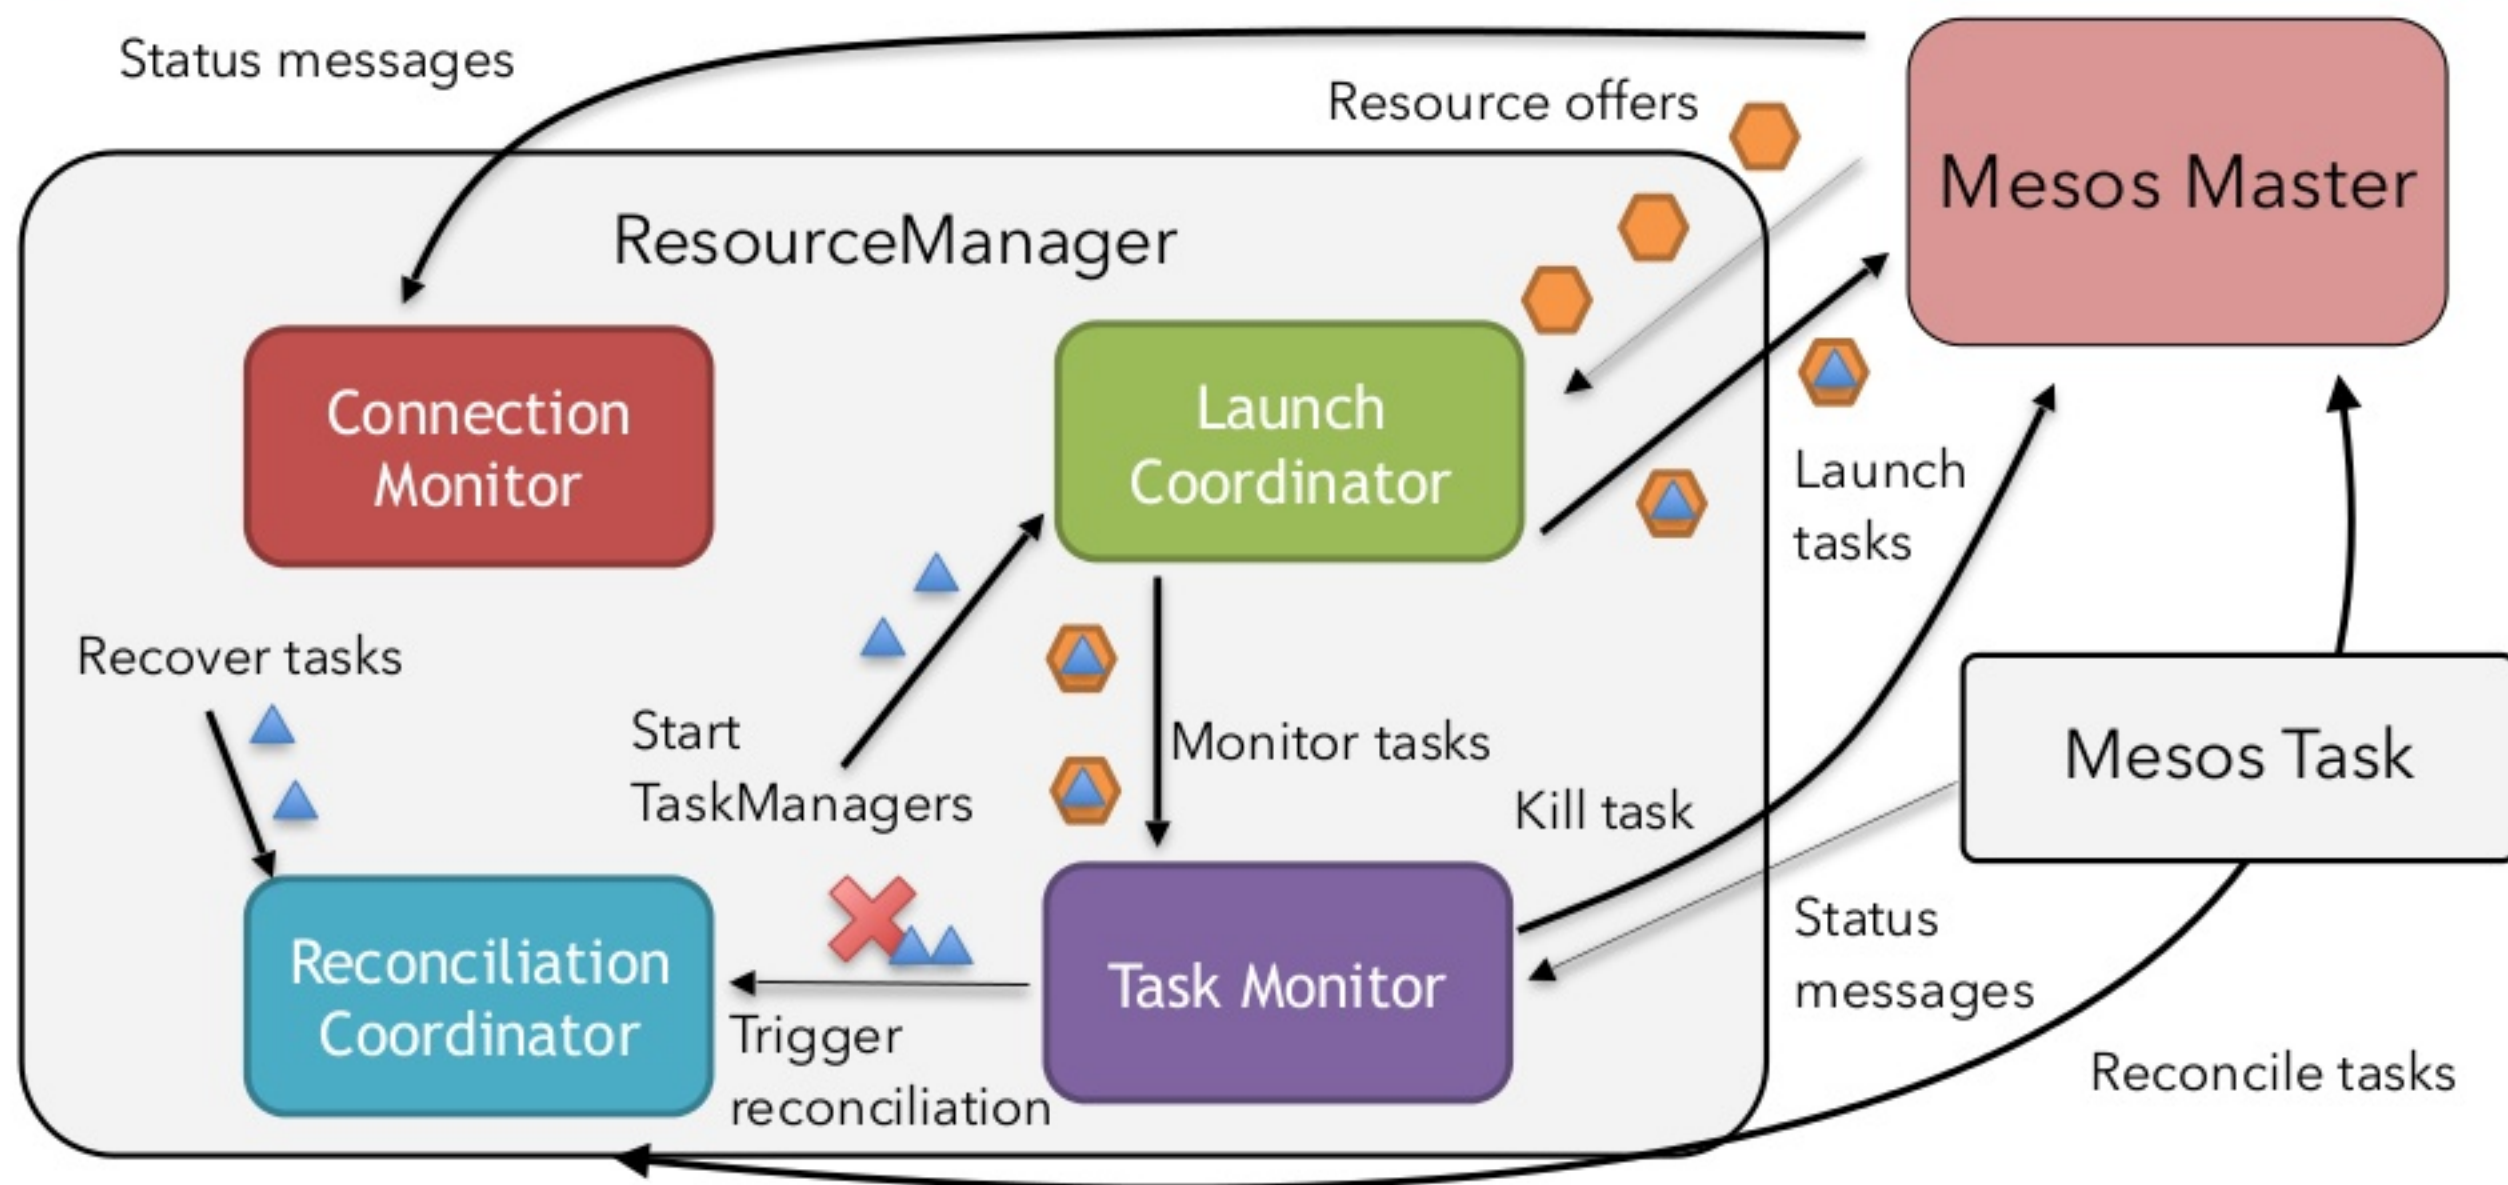 Status messages
Resource offers
Mesos Master
ResourceManager
Connection
Monitor
Launch
Coordinator
Launch
tasks
Recover tasks
Start
TaskManagers
Monitor tasks
Kill task
Mesos Task
Reconciliation
Coordinator
Trigger
reconciliation
Task Monitor
Status
messages
Reconcile tasks